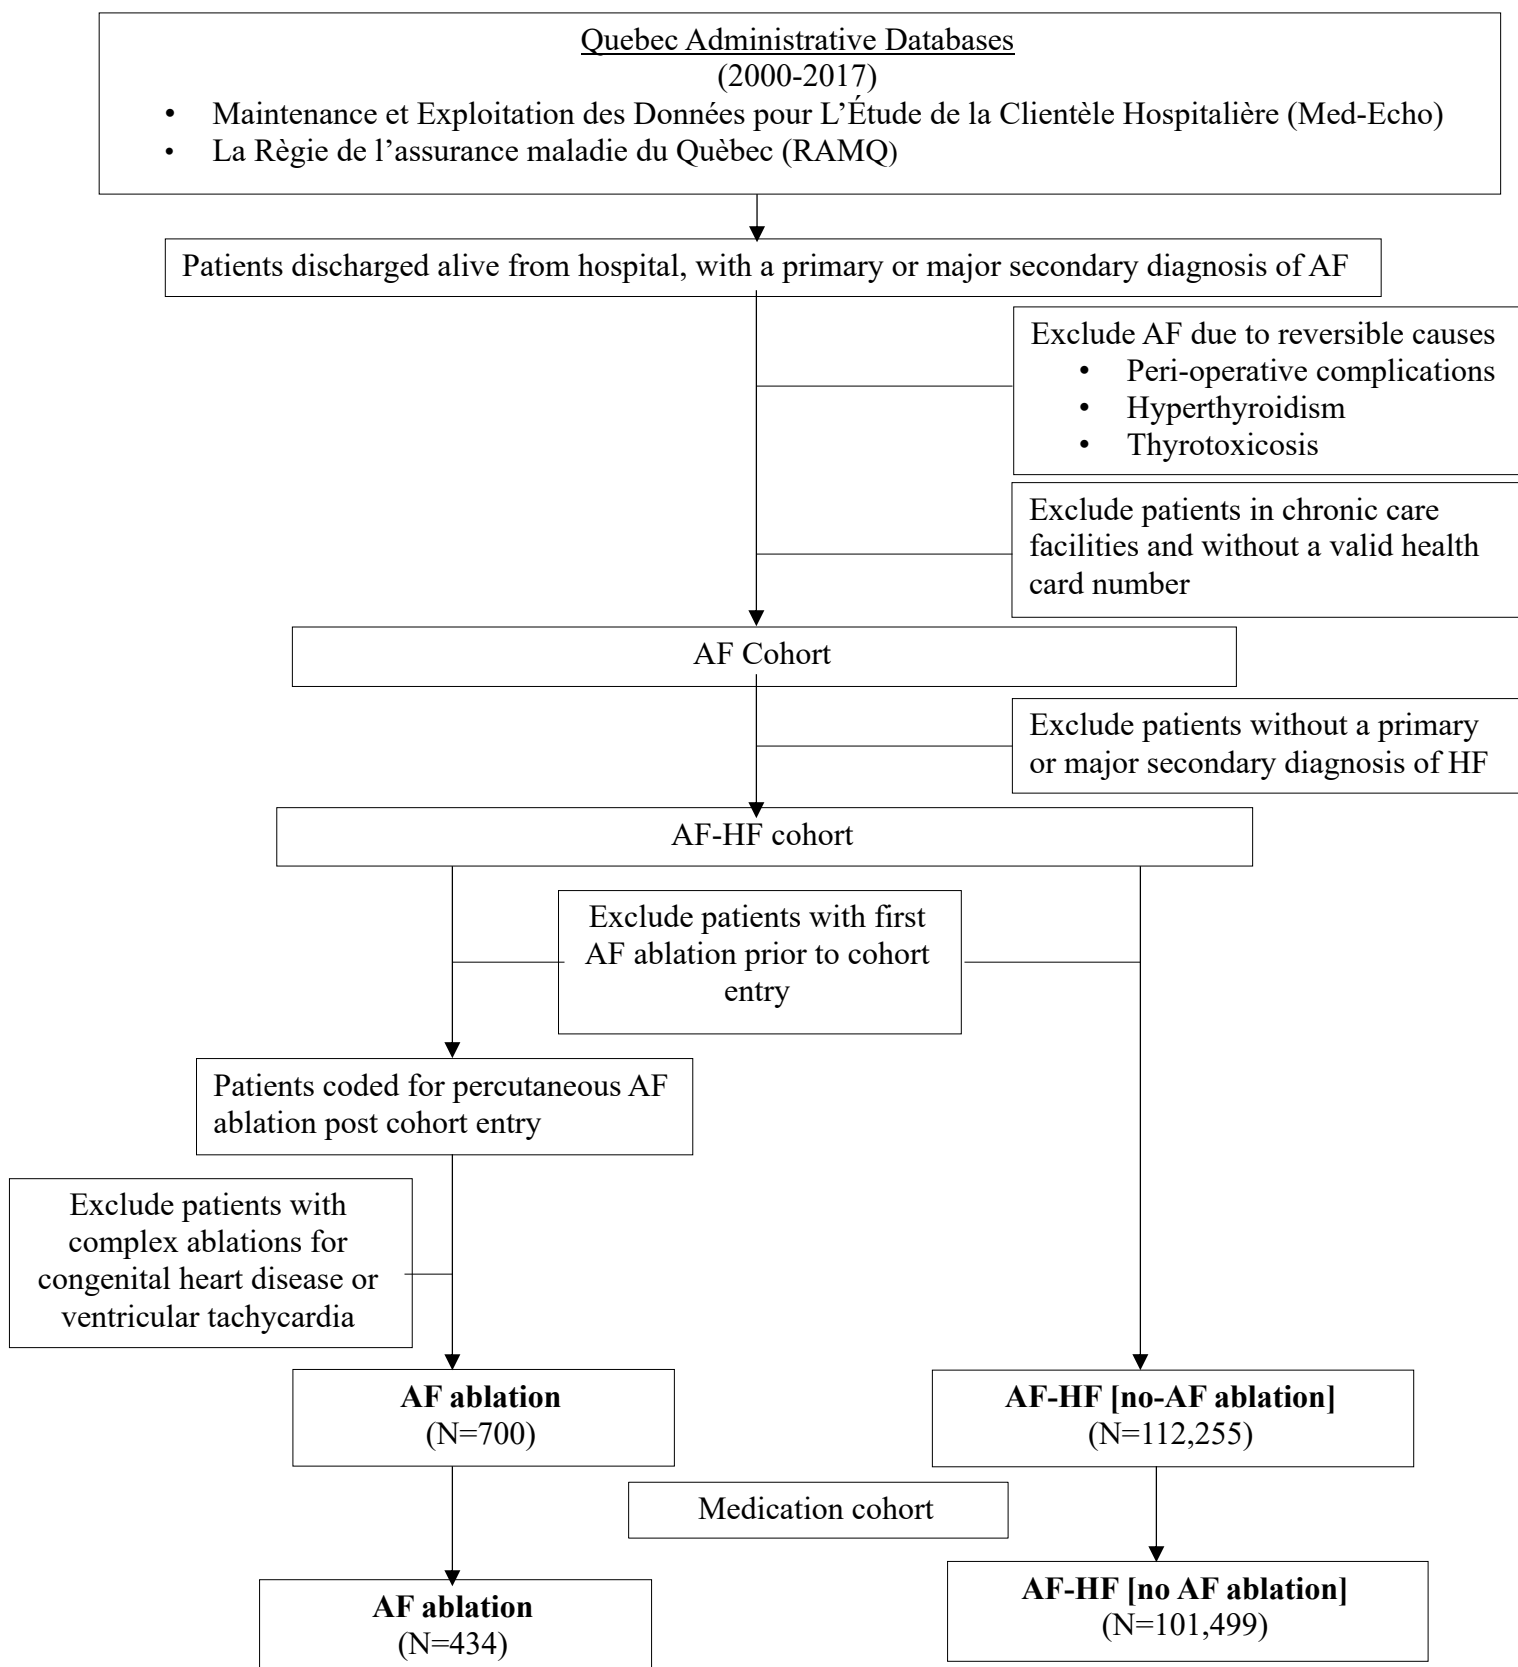 Quebec Administrative Databases
(2000-2017)
• Maintenance et Exploitation des Données pour L’Étude de la Clientèle Hospitalière (Med-Echo)
• La Règie de l’assurance maladie du Quèbec (RAMQ)
Patients discharged alive from hospital, with a primary or major secondary diagnosis of AF
Exclude AF due to reversible causes
• Peri-operative complications
• Hyperthyroidism
• Thyrotoxicosis
Exclude patients in chronic care
facilities and without a valid health
card number
AF Cohort
Exclude patients without a primary
or major secondary diagnosis of HF
AF-HF cohort
Exclude patients with first
AF ablation prior to cohort
entry
Patients coded for percutaneous AF
ablation post cohort entry
Exclude patients with
complex ablations for
congenital heart disease or
ventricular tachycardia
AF ablation
(N=700)
AF-HF [no-AF ablation]
(N=112,255)
Medication cohort
AF ablation
(N=434)
AF-HF [no AF ablation]
(N=101,499)